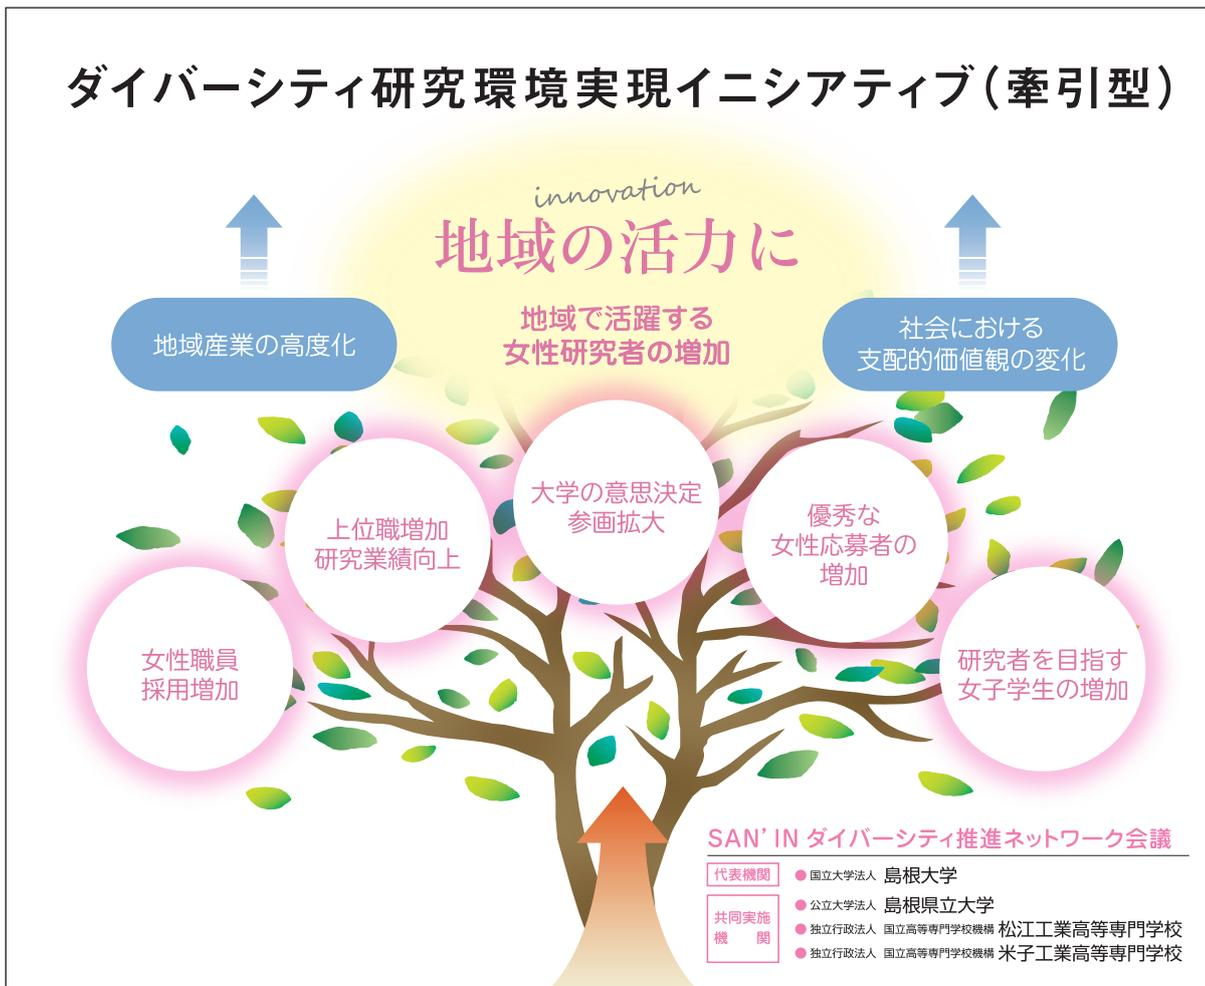 ダイバーシティ研究環境実現イニシアティブ(牽引型)
innovation
地域の活力に
地域で活躍する
女性研究者の増加
地域産業の高度化
社会における
支配的価値観の変化
女性職員
採用増加
上位職増加
研究業績向上
大学の意思決定
参画拡大
優秀な
女性応募者の
増加
研究者を目指す
女子学生の増加
SAN' IN ダイバーシティ推進ネットワーク会議
代表機関
●国立大学法人 島根大学
共同実施
機 関
●公立大学法人 島根県立大学
●独立行政法人 国立高等専門学校機構 松江工業高等専門学校
●独立行政法人 国立高等専門学校機構 米子工業高等専門学校